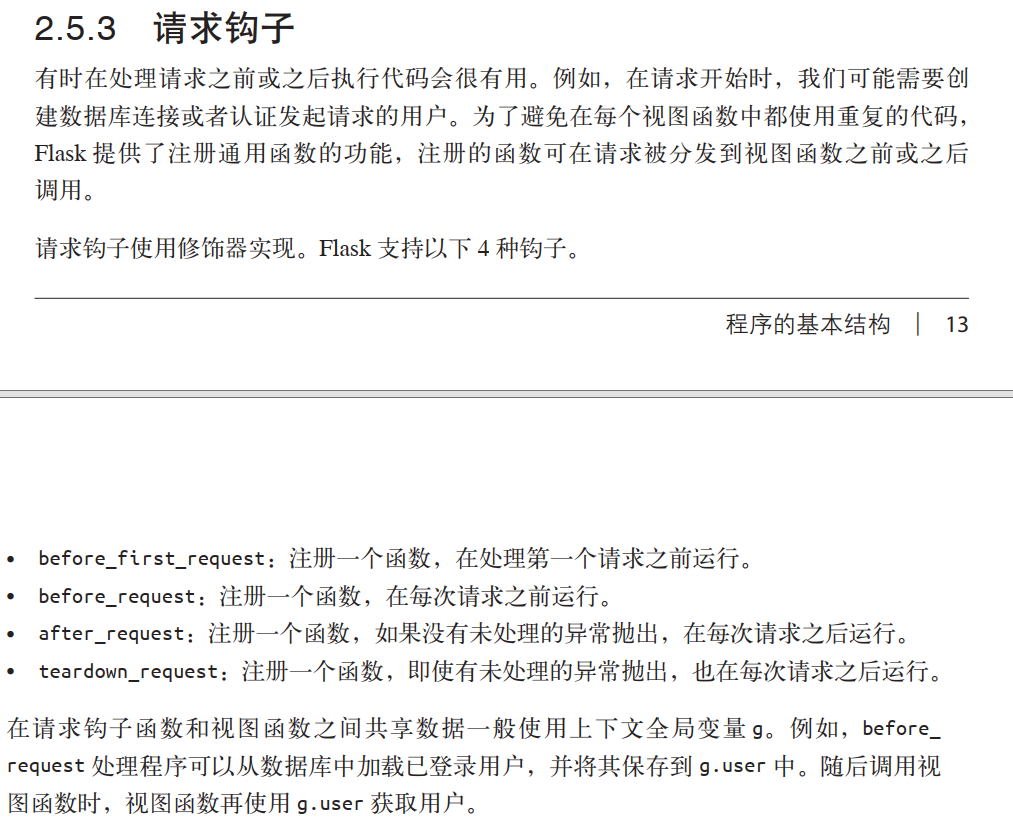 2.5.3 请求钩子
有时在处理请求之前或之后执行代码会很有用。例如，在请求开始时，我们可能需要创
建数据库连接或者认证发起请求的用户。为了避免在每个视图函数中都使用重复的代码，
Flask 提供了注册通用函数的功能，注册的函数可在请求被分发到视图函数之前或之后
调用。
请求钩子使用修饰器实现。Flask 支持以下 4 种钩子。
程序的基本结构 | 13
• before_first_request：注册一个函数，在处理第一个请求之前运行。
• before_request：注册一个函数，在每次请求之前运行。
• after_request：注册一个函数，如果没有未处理的异常抛出，在每次请求之后运行。
• teardown_request：注册一个函数，即使有未处理的异常抛出，也在每次请求之后运行。
在请求钩子函数和视图函数之间共享数据一般使用上下文全局变量 g。例如，before_
request 处理程序可以从数据库中加载已登录用户，并将其保存到 g.user 中。随后调用视
图函数时，视图函数再使用 g.user 获取用户。